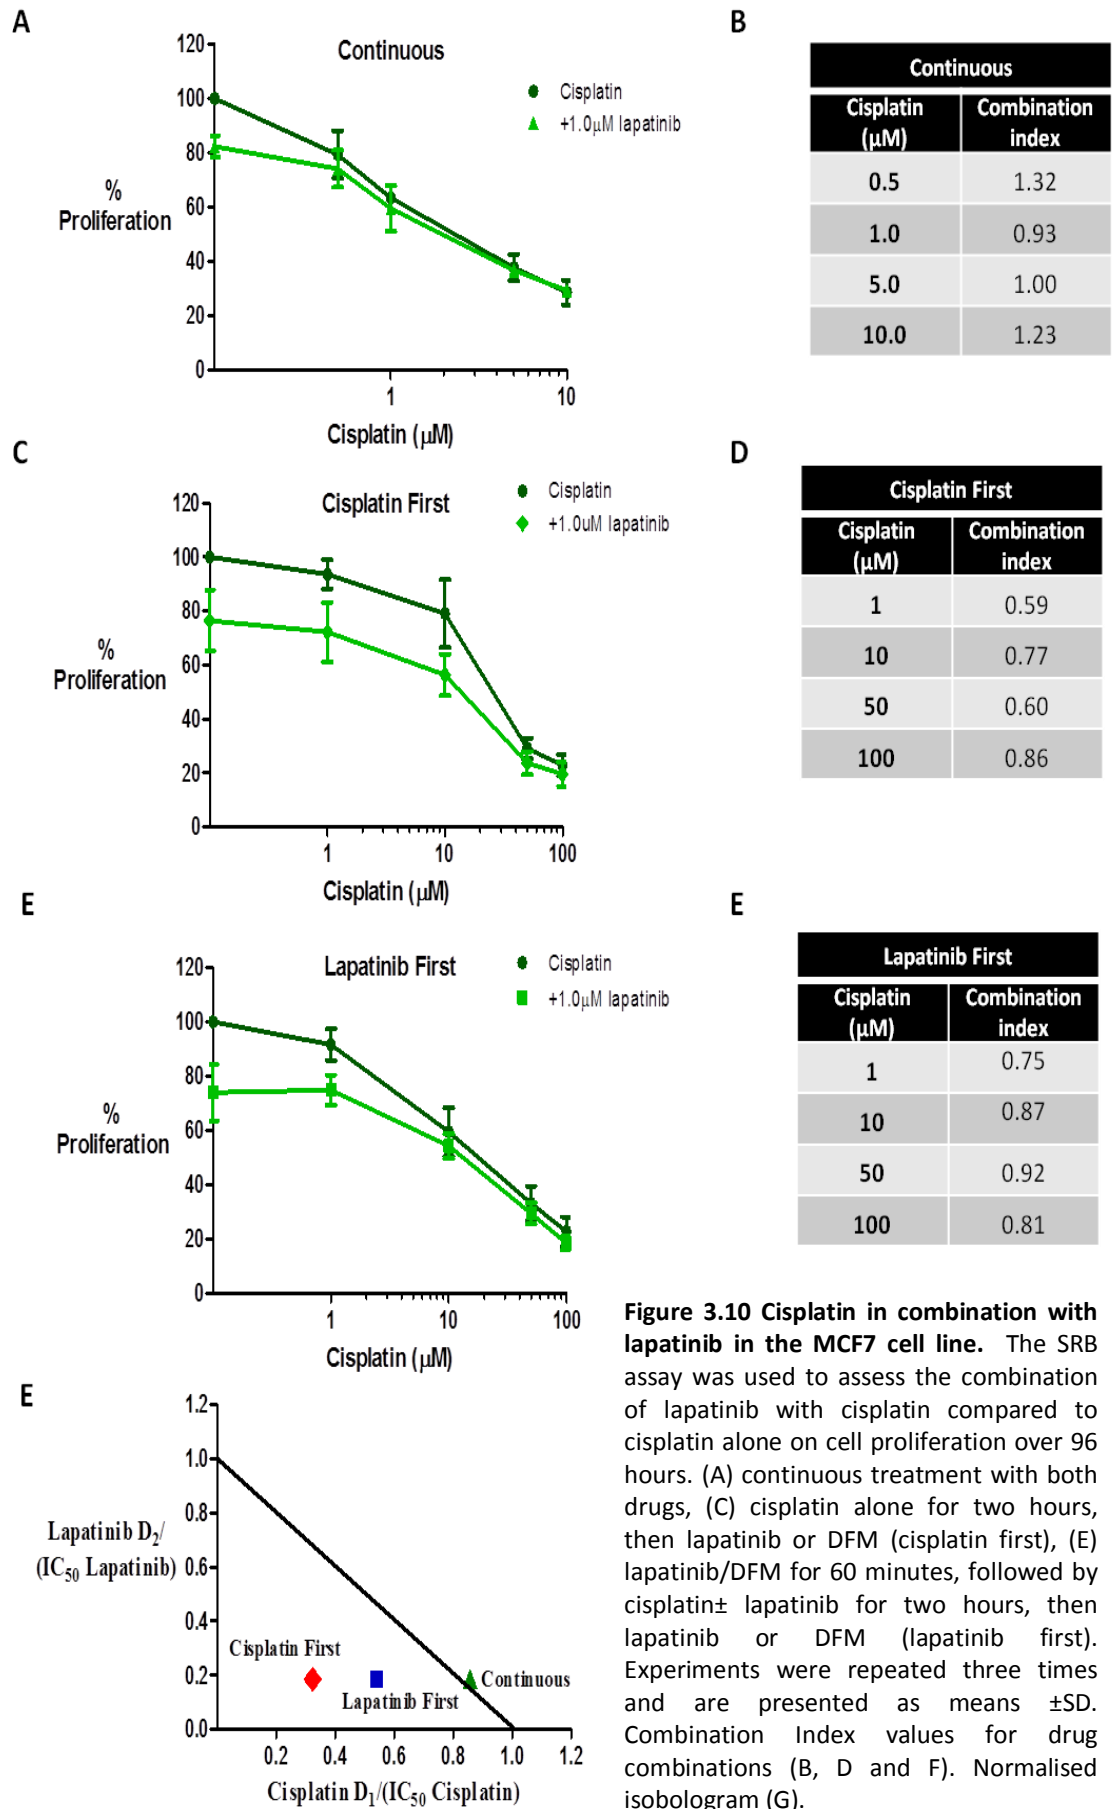 A
Continuous
120
100
80
60
40
20
0
%
Proliferation
Cisplatin
+1.0µM lapatinib
1
10
Cisplatin (µM)
B
Continuous
Cisplatin (µM)
Combination index
0.5 1.32
1.0 0.93
5.0 1.00
10.0 1.23
C
Cisplatin First
120
100
80
60
40
20
0
%
Proliferation
Cisplatin
+1.0uM lapatinib
1
10
100
Cisplatin (µM)
D
Cisplatin First
Cisplatin (µM)
Combination index
1 0.59
10 0.77
50 0.60
100 0.86
E
Lapatinib First
120
100
80
60
40
20
0
%
Proliferation
Cisplatin
+1.0µM lapatinib
1
10
100
Cisplatin (µM)
E
Lapatinib First
Cisplatin (µM)
Combination index
1 0.75
10 0.87
50 0.92
100 0.81
E
1.2
1.0
0.8
0.6
0.4
0.2
0.0
Lapatinib D₂/
(IC₅₀ Lapatinib)
Cisplatin First
Lapatinib First
Continuous
0.2 0.4 0.6 0.8 1.0 1.2
Cisplatin D₁/(IC₅₀ Cisplatin)
Figure 3.10 Cisplatin in combination with
lapatinib in the MCF7 cell line. The SRB
assay was used to assess the combination
of lapatinib with cisplatin compared to
cisplatin alone on cell proliferation over 96
hours. (A) continuous treatment with both
drugs, (C) cisplatin alone for two hours,
then lapatinib or DFM (cisplatin first), (E)
lapatinib/DFM for 60 minutes, followed by
cisplatin± lapatinib for two hours, then
lapatinib or DFM (lapatinib first).
Experiments were repeated three times
and are presented as means ±SD.
Combination Index values for drug
combinations (B, D and F). Normalised
isobologram (G).